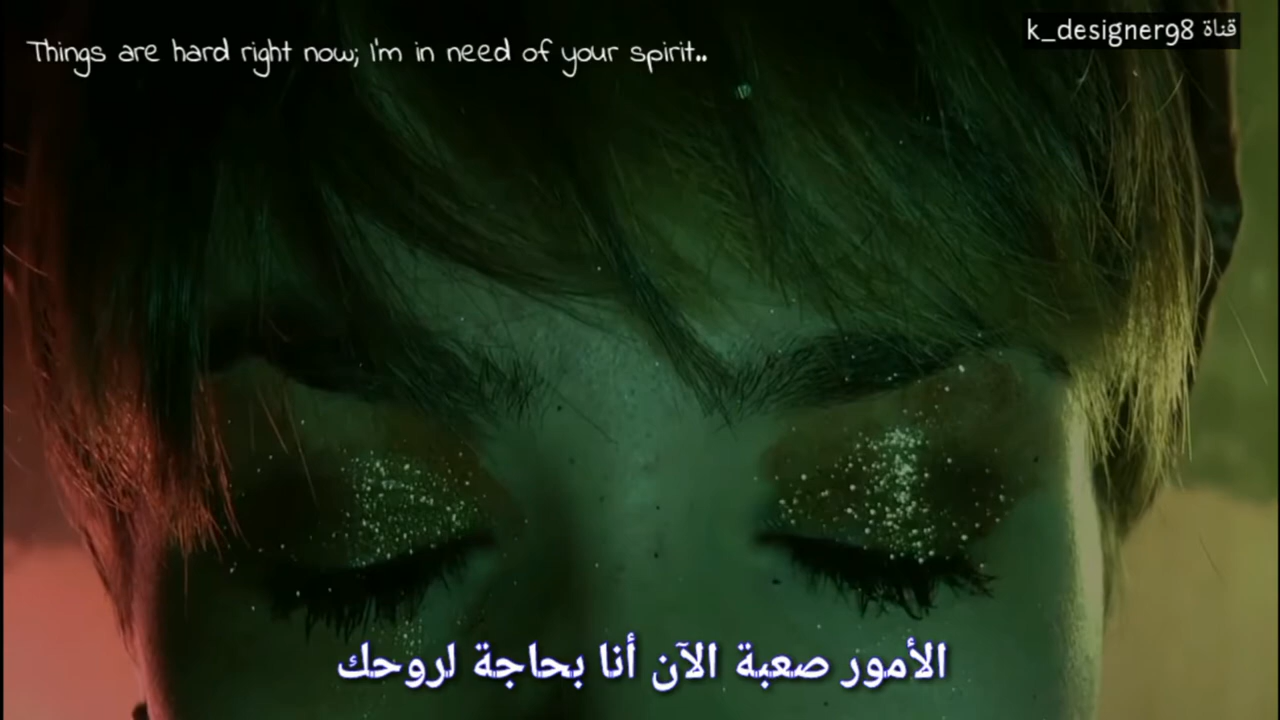 Things are hard right now; I'm in need of your spirit..
قناة k_designer98
الأمور صعبة الآن أنا بحاجة لروحك